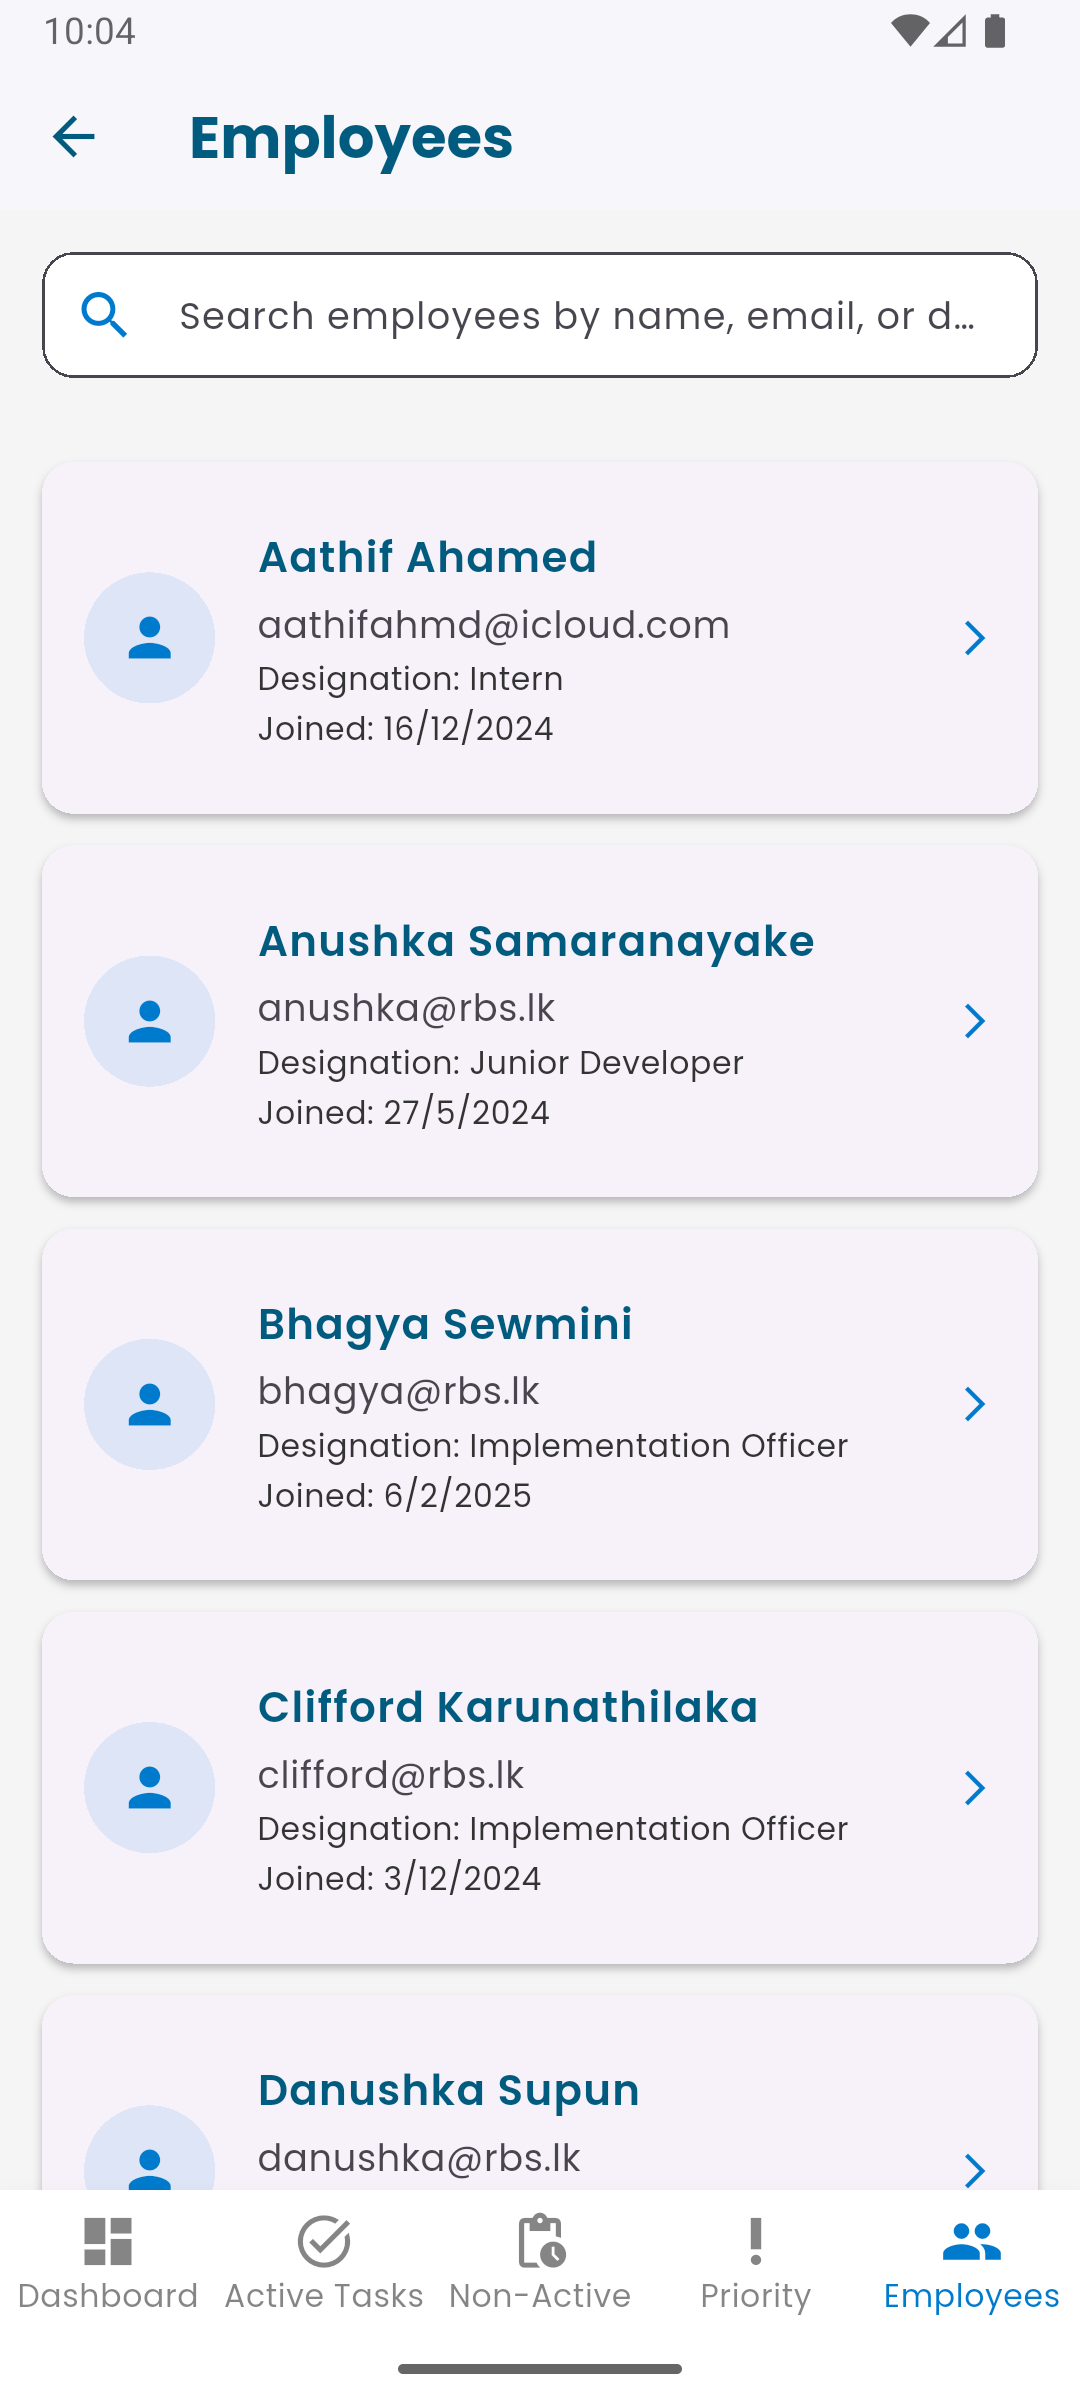 10:04
Employees
Search employees by name, email, or d...
Aathif Ahamed
aathifahmd@icloud.com
Designation: Intern
Joined: 16/12/2024
Anushka Samaranayake
anushka@rbs.lk
Designation: Junior Developer
Joined: 27/5/2024
Bhagya Sewmini
bhagya@rbs.lk
Designation: Implementation Officer
Joined: 6/2/2025
Clifford Karunathilaka
clifford@rbs.lk
Designation: Implementation Officer
Joined: 3/12/2024
Danushka Supun
danushka@rbs.lk
Dashboard
Active Tasks
Non-Active
Priority
Employees